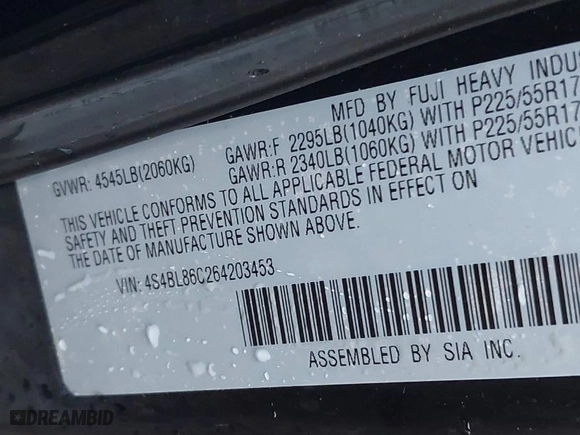 MFD BY FUJI HEAVY INDUS
GVWR: 4545LB(2060KG) GAWR:F 2295LB(1040KG) WITH P225/55R17
GAWR:R 2340LB(1060KG) WITH P225/55R17
THIS VEHICLE CONFORMS TO ALL APPLICABLE FEDERAL MOTOR VEHIC
SAFETY AND THEFT PREVENTION STANDARDS IN EFFECT ON
THE DATE OF MANUFACTURE SHOWN ABOVE.
VIN: 4S4BL86C264203453
ASSEMBLED BY SIA INC.
DREAMBID